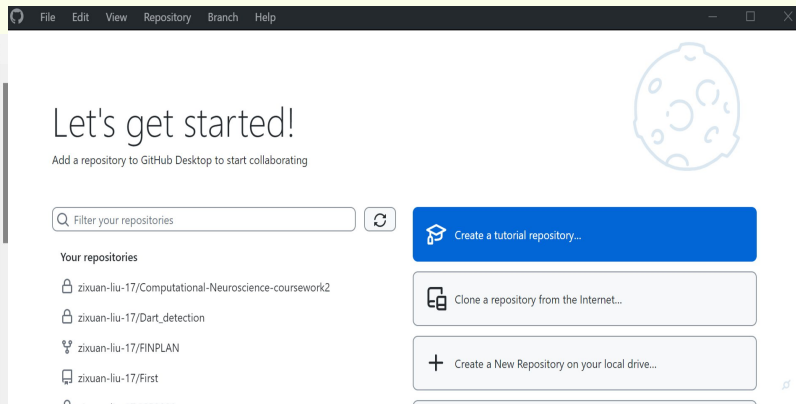 File Edit View Repository Branch Help
Let's get started!
Add a repository to GitHub Desktop to start collaborating
Filter your repositories
Your repositories
zixuan-liu-17/Computational-Neuroscience-coursework2
zixuan-liu-17/Dart_detection
zixuan-liu-17/FINPLAN
zixuan-liu-17/First
Create a tutorial repository...
Clone a repository from the Internet...
Create a New Repository on your local drive...